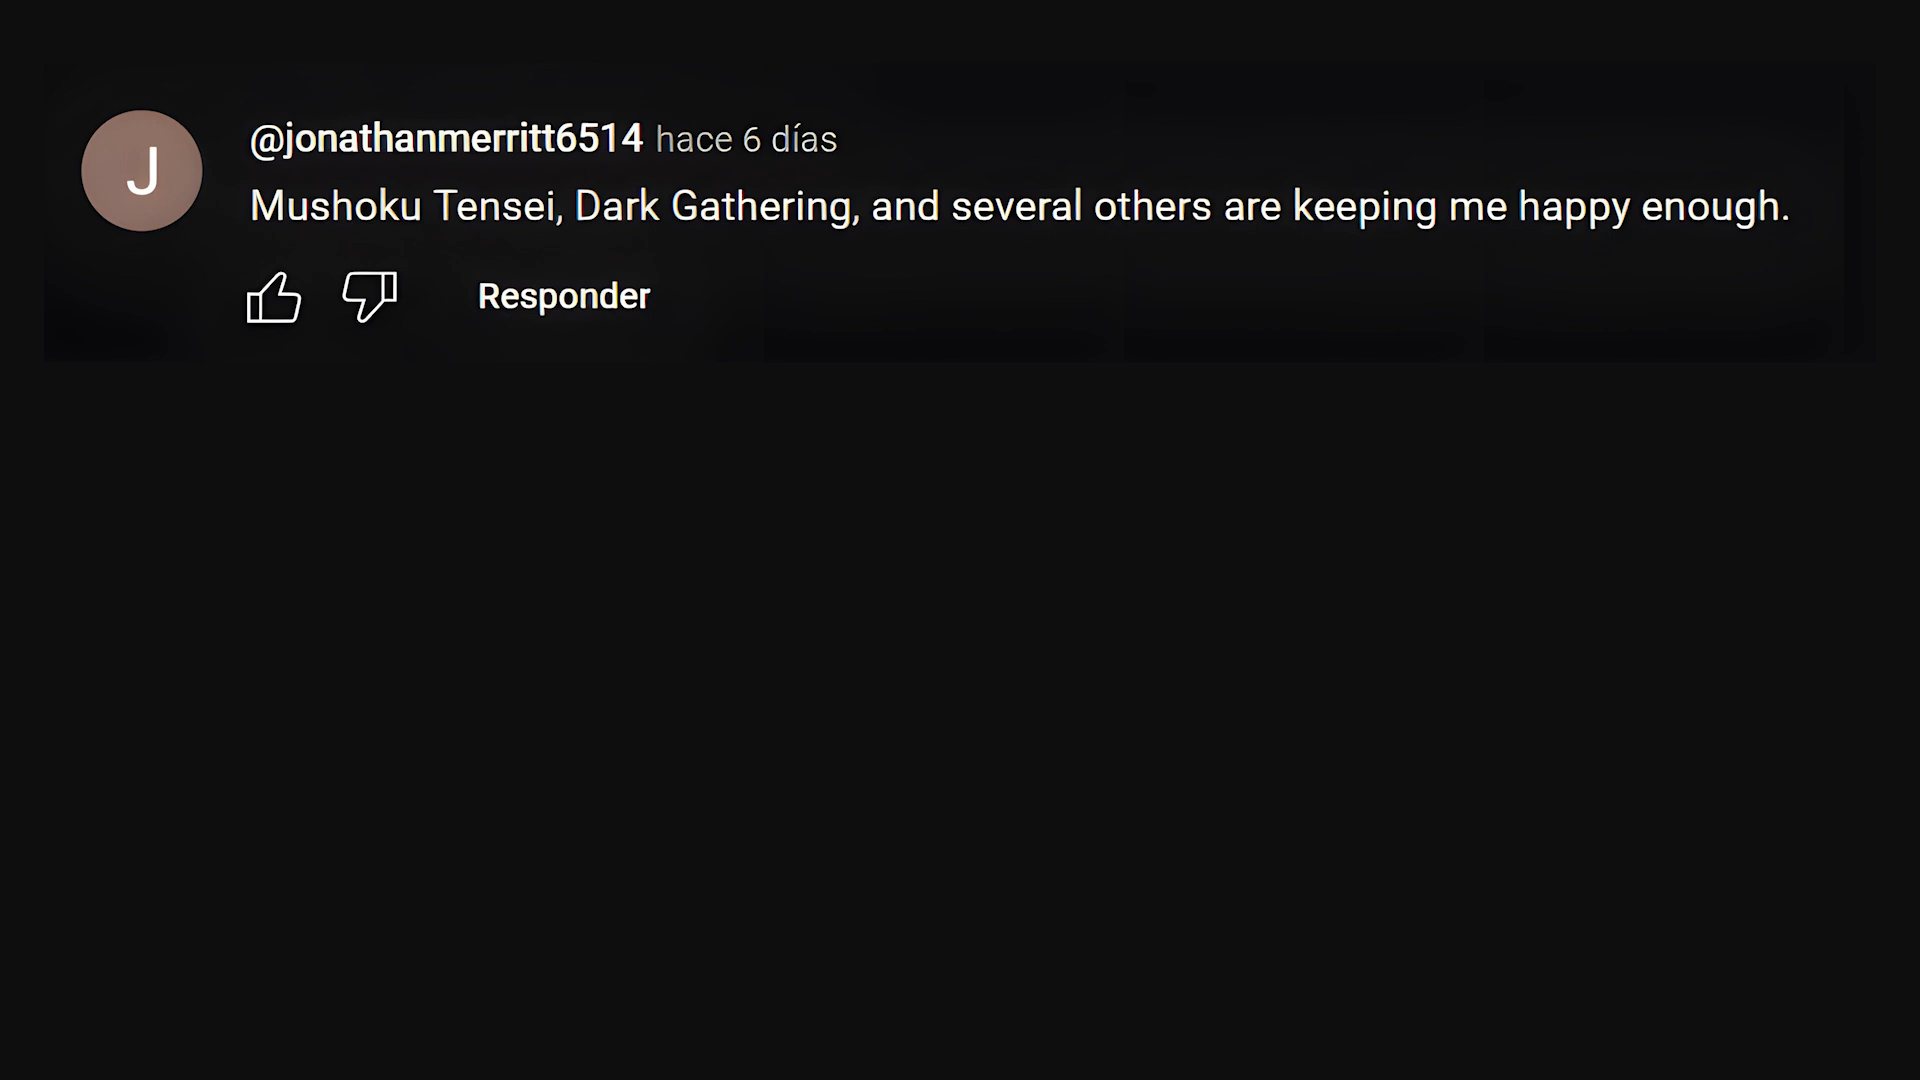 J
@jonathanmerritt6514 hace 6 días
Mushoku Tensei, Dark Gathering, and several others are keeping me happy enough.
Responder